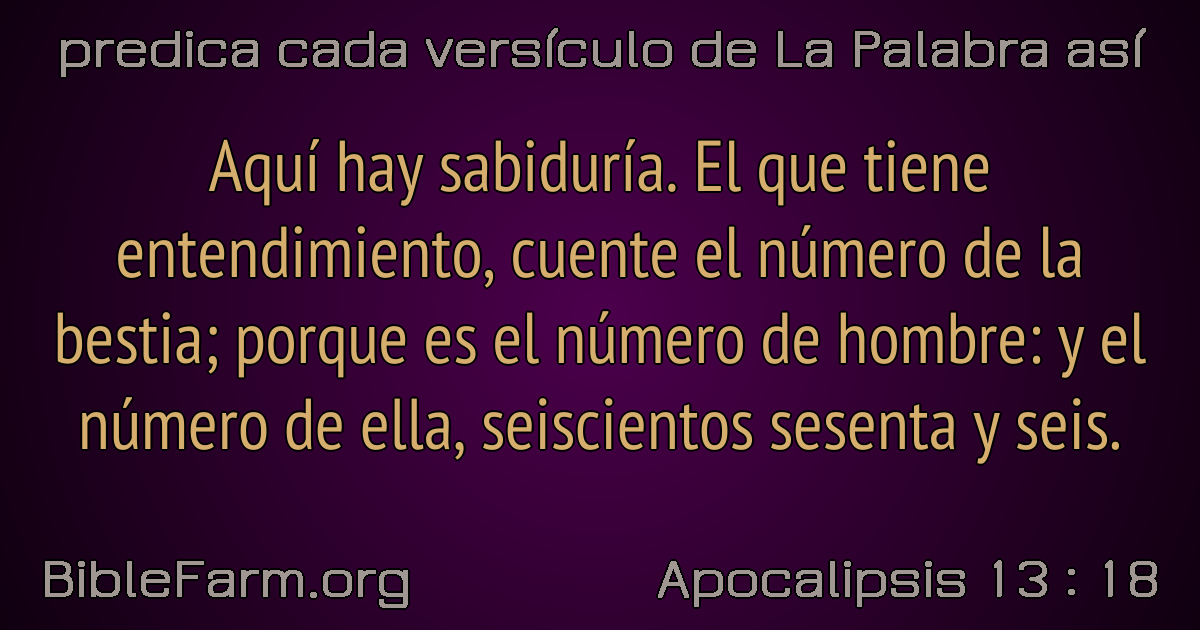 predica cada versículo de La Palabra así
Aquí hay sabiduría. El que tiene
entendimiento, cuente el número de la
bestia; porque es el número de hombre: y el
número de ella, seiscientos sesenta y seis.
BibleFarm.org
Apocalipsis 13 : 18